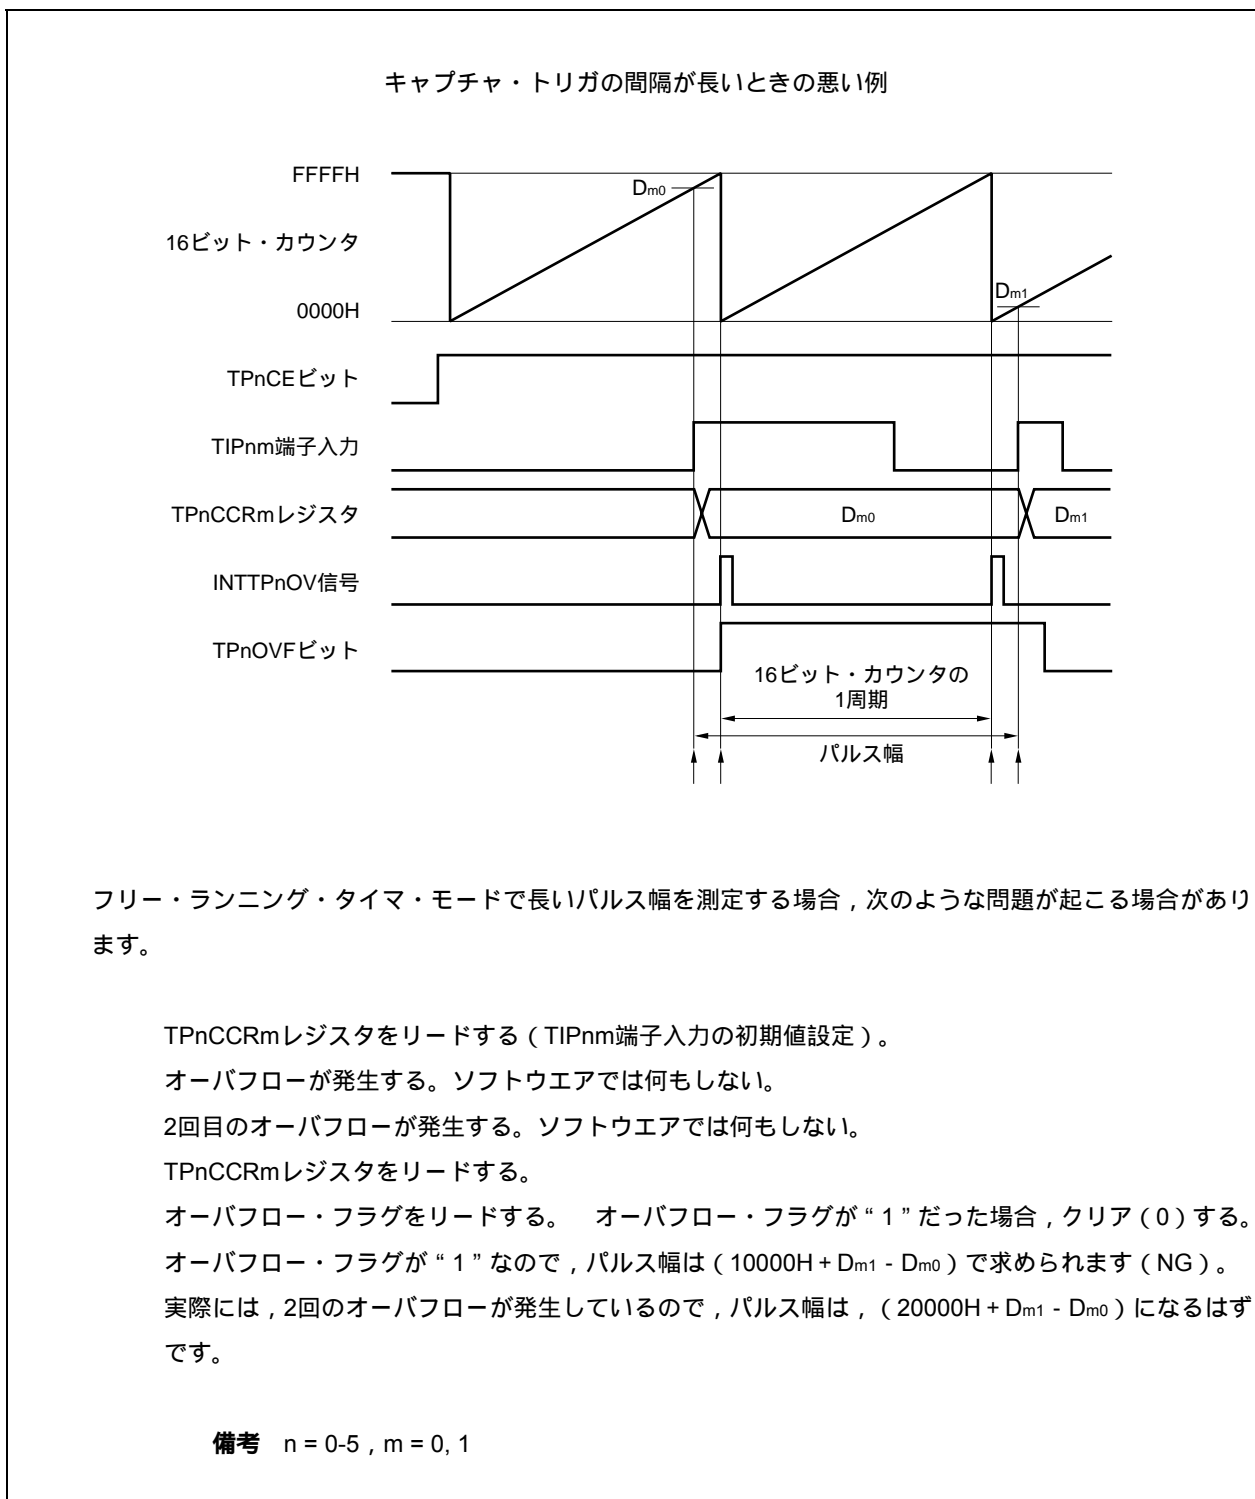 キャプチャ・トリガの間隔が長いときの悪い例
FFFFH
Dm0
16ビット・カウンタ
Dm1
0000H
TPnCEビット
TIPnm端子入力
TPnCCRmレジスタ
Dm0
Dm1
INTTPnOV信号
TPnOVFビット
16ビット・カウンタの
1周期
パルス幅
フリー・ランニング・タイマ・モードで長いパルス幅を測定する場合，次のような問題が起こる場合があり
ます。
TPnCCRmレジスタをリードする（TIPnm端子入力の初期値設定）。
オーバフローが発生する。ソフトウエアでは何もしない。
2回目のオーバフローが発生する。ソフトウエアでは何もしない。
TPnCCRmレジスタをリードする。
オーバフロー・フラグをリードする。　オーバフロー・フラグが“1”だった場合，クリア（0）する。
オーバフロー・フラグが“1”なので，パルス幅は（10000H + Dm1 - Dm0）で求められます（NG）。
実際には，2回のオーバフローが発生しているので，パルス幅は，（20000H + Dm1 - Dm0）になるはず
です。
備考　n = 0-5，m = 0, 1